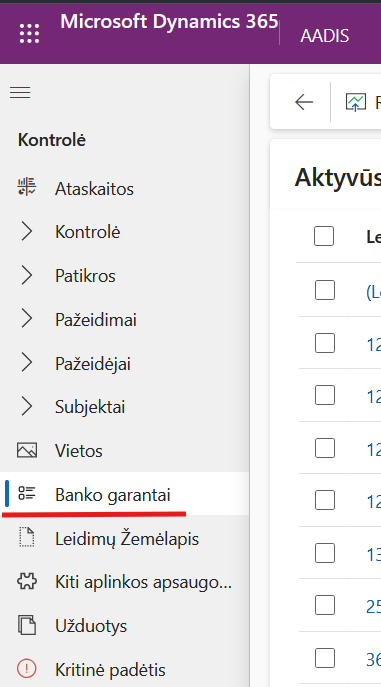 Microsoft Dynamics 365
AADIS
Kontrolė
Ataskaitos
Kontrolė
Patikros
Pažeidimai
Pažeidėjai
Subjektai
Vietos
Banko garantai
Leidimų Žemėlapis
Kiti aplinkos apsaugo...
Užduotys
Kritinė padėtis
R
Aktyvūs
Le
(Le
12
12
12
12
13
25
36